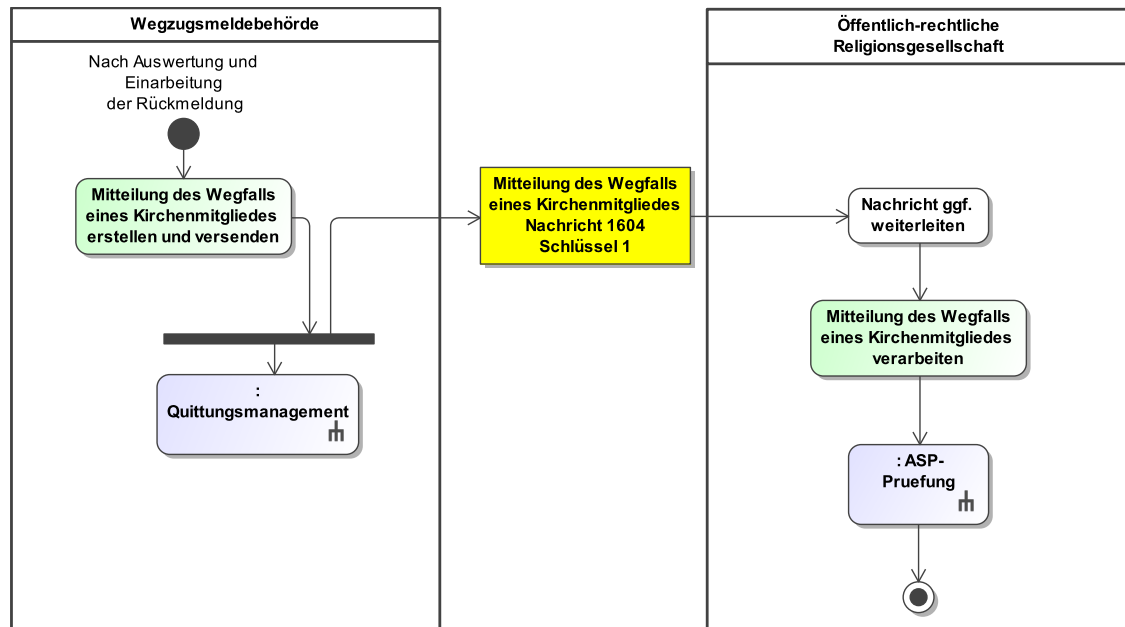 Wegzugsmeldebehörde
Nach Auswertung und
Einarbeitung
der Rückmeldung
Mitteilung des Wegfalls
eines Kirchenmitgliedes
erstellen und versenden
:
Quittungsmanagement
Mitteilung des Wegfalls
eines Kirchenmitgliedes
Nachricht 1604
Schlüssel 1
Öffentlich-rechtliche
Religionsgesellschaft
Nachricht ggf.
weiterleiten
Mitteilung des Wegfalls
eines Kirchenmitgliedes
verarbeiten
: ASP-
Pruefung